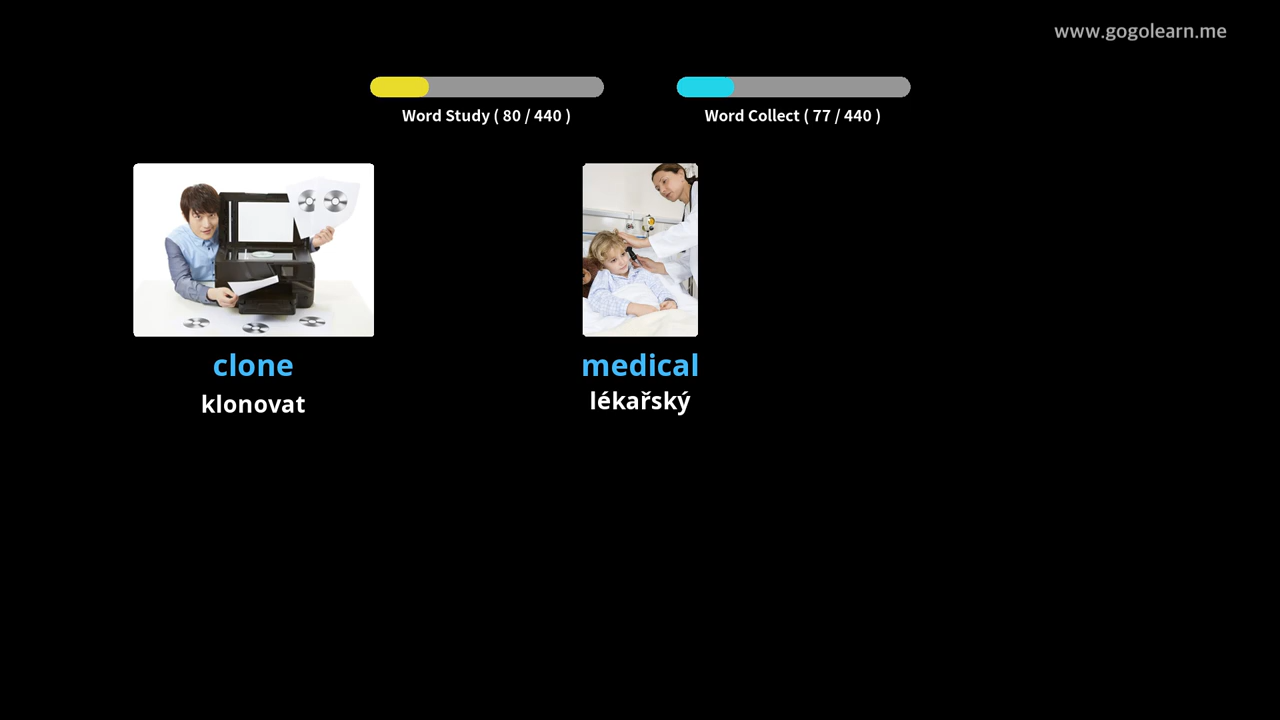 www.gogolearn.me
Word Study ( 80 / 440 )
Word Collect ( 77 / 440 )
clone
klonovat
medical
lékařský